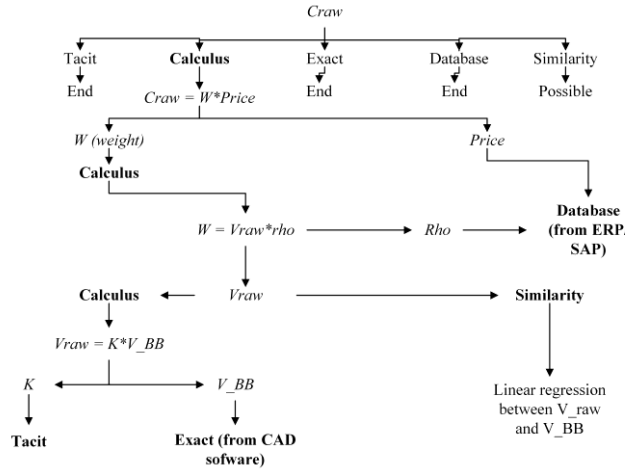 Craw
Tacit Calculus Exact Database Similarity
End End End Possible
Craw = W*Price
W (weight) Price
Calculus
W = Vraw*rho Rho Database
(from ERP.
SAP)
Calculus Vraw Similarity
Vraw = K*V_BB
K V_BB
Linear regression
between V_raw
and V_BB
Tacit Exact (from CAD
sofware)